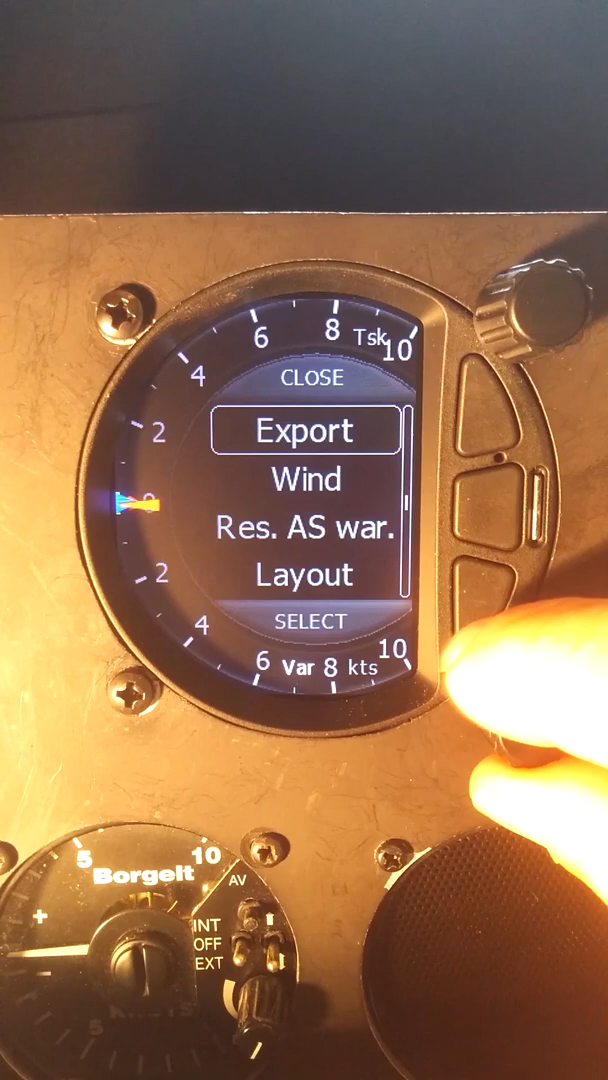 6 8 Tsk 10
4
CLOSE
2
Export
Wind
Res. AS war.
2
Layout
SELECT
4
6 Var 8 kts 10
5 10
Borgelt
AV
+
INT
OFF
-
EXT
5